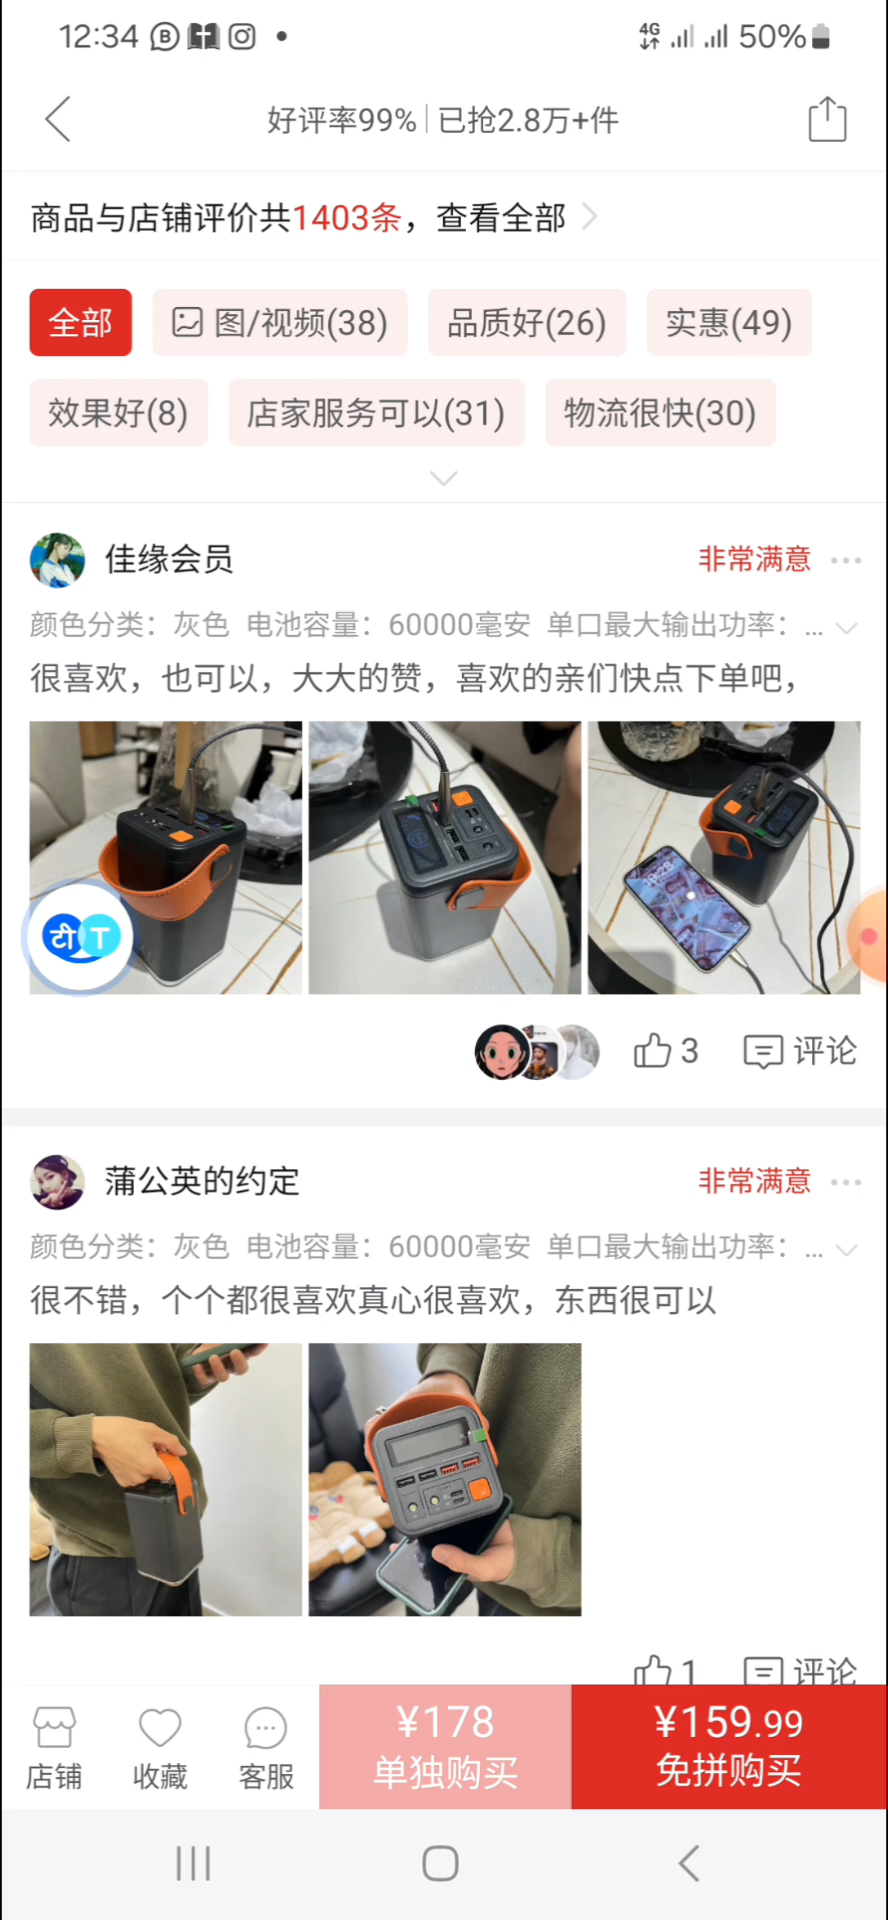 12:34
4G 50%
好评率99% 已抢2.8万+件
商品与店铺评价共1403条，查看全部
全部 图/视频(38) 品质好(26) 实惠(49)
效果好(8) 店家服务可以(31) 物流很快(30)
佳缘会员 非常满意
颜色分类：灰色 电池容量：60000毫安 单口最大输出功率：...
很喜欢，也可以，大大的赞，喜欢的亲们快点下单吧，
टी T
3 评论
蒲公英的约定 非常满意
颜色分类：灰色 电池容量：60000毫安 单口最大输出功率：...
很不错，个个都很喜欢真心很喜欢，东西很可以
1 评论
¥178 ¥159.99
店铺 收藏 客服 单独购买 免拼购买